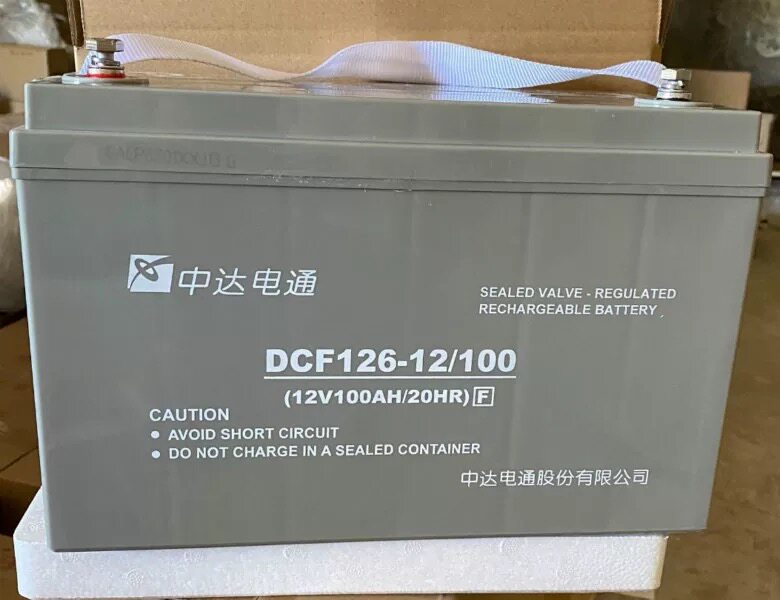 中达电通
SEALED VALVE - REGULATED
RECHARGEABLE BATTERY
DCF126-12/100
(12V100AH/20HR) F
CAUTION
• AVOID SHORT CIRCUIT
• DO NOT CHARGE IN A SEALED CONTAINER
中达电通股份有限公司